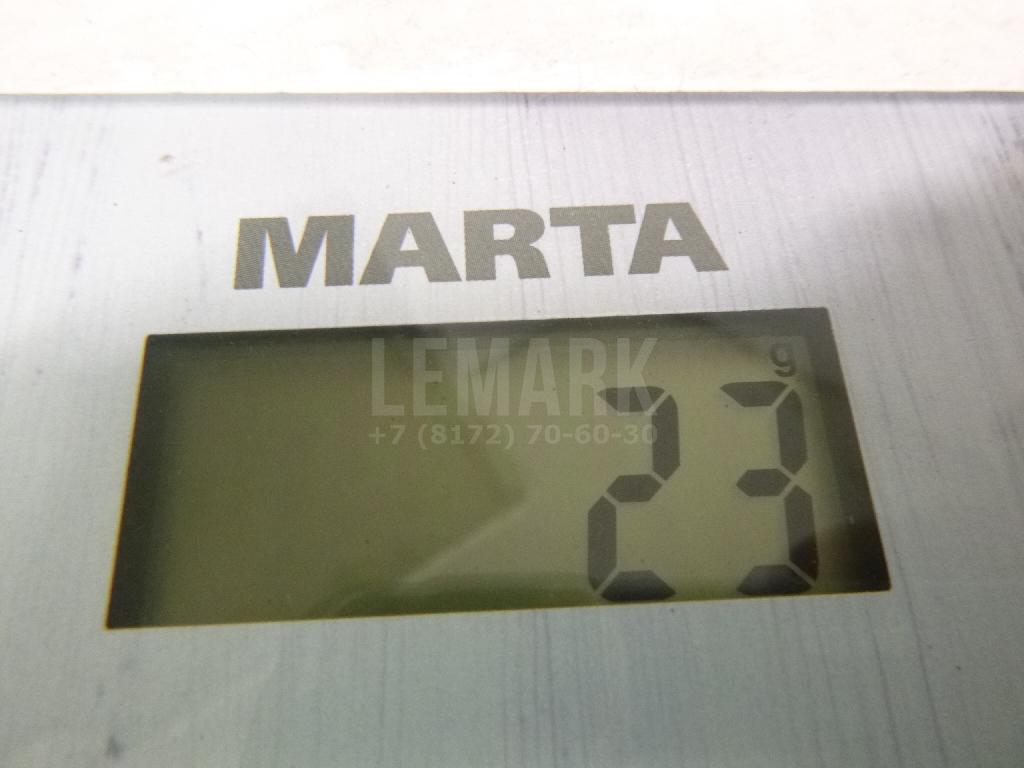 MARTA
LEMARK
+7 (8172) 70-60-30
g
23